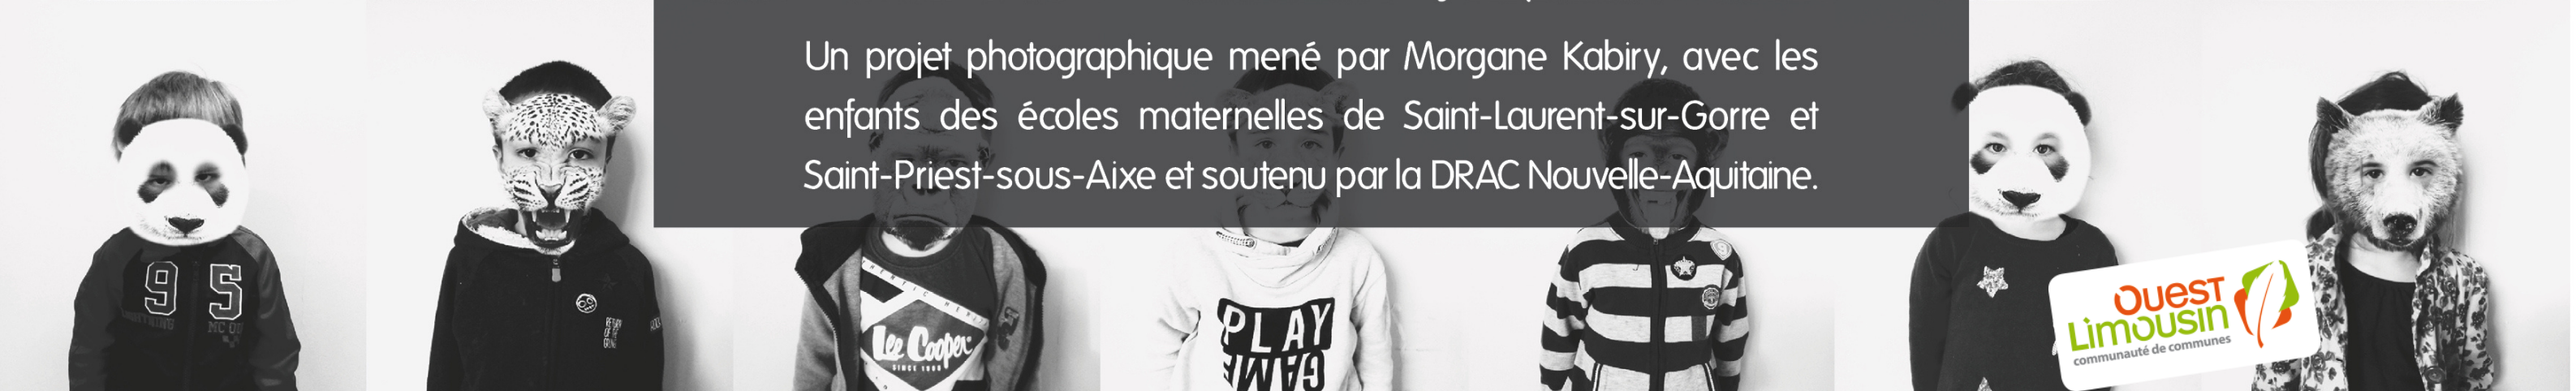 Un projet photographique mené par Morgane Kabiry, avec les
enfants des écoles maternelles de Saint-Laurent-sur-Gorre et
Saint-Priest-sous-Aixe et soutenu par la DRAC Nouvelle-Aquitaine.
95
Lee Cooper
PLAY
GAME
OUEST
LIMOUSIN
communauté de communes